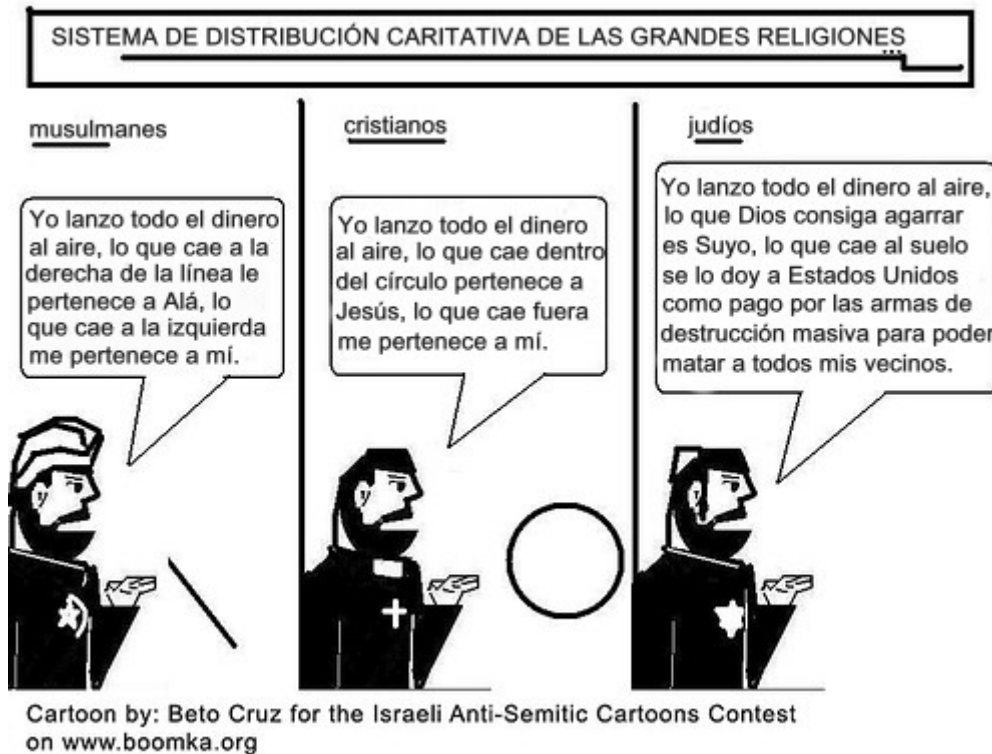 SISTEMA DE DISTRIBUCIÓN CARITATIVA DE LAS GRANDES RELIGIONES
musulmanes
Yo lanzo todo el dinero
al aire, lo que cae a la
derecha de la línea le
pertenece a Alá, lo
que cae a la izquierda
me pertenece a mí.
cristianos
Yo lanzo todo el dinero
al aire, lo que cae dentro
del círculo pertenece a
Jesús, lo que cae fuera
me pertenece a mí.
judíos
Yo lanzo todo el dinero al aire,
lo que Dios consiga agarrar
es Suyo, lo que cae al suelo
se lo doy a Estados Unidos
como pago por las armas de
destrucción masiva para poder
matar a todos mis vecinos.
Cartoon by: Beto Cruz for the Israeli Anti-Semitic Cartoons Contest
on www.boomka.org